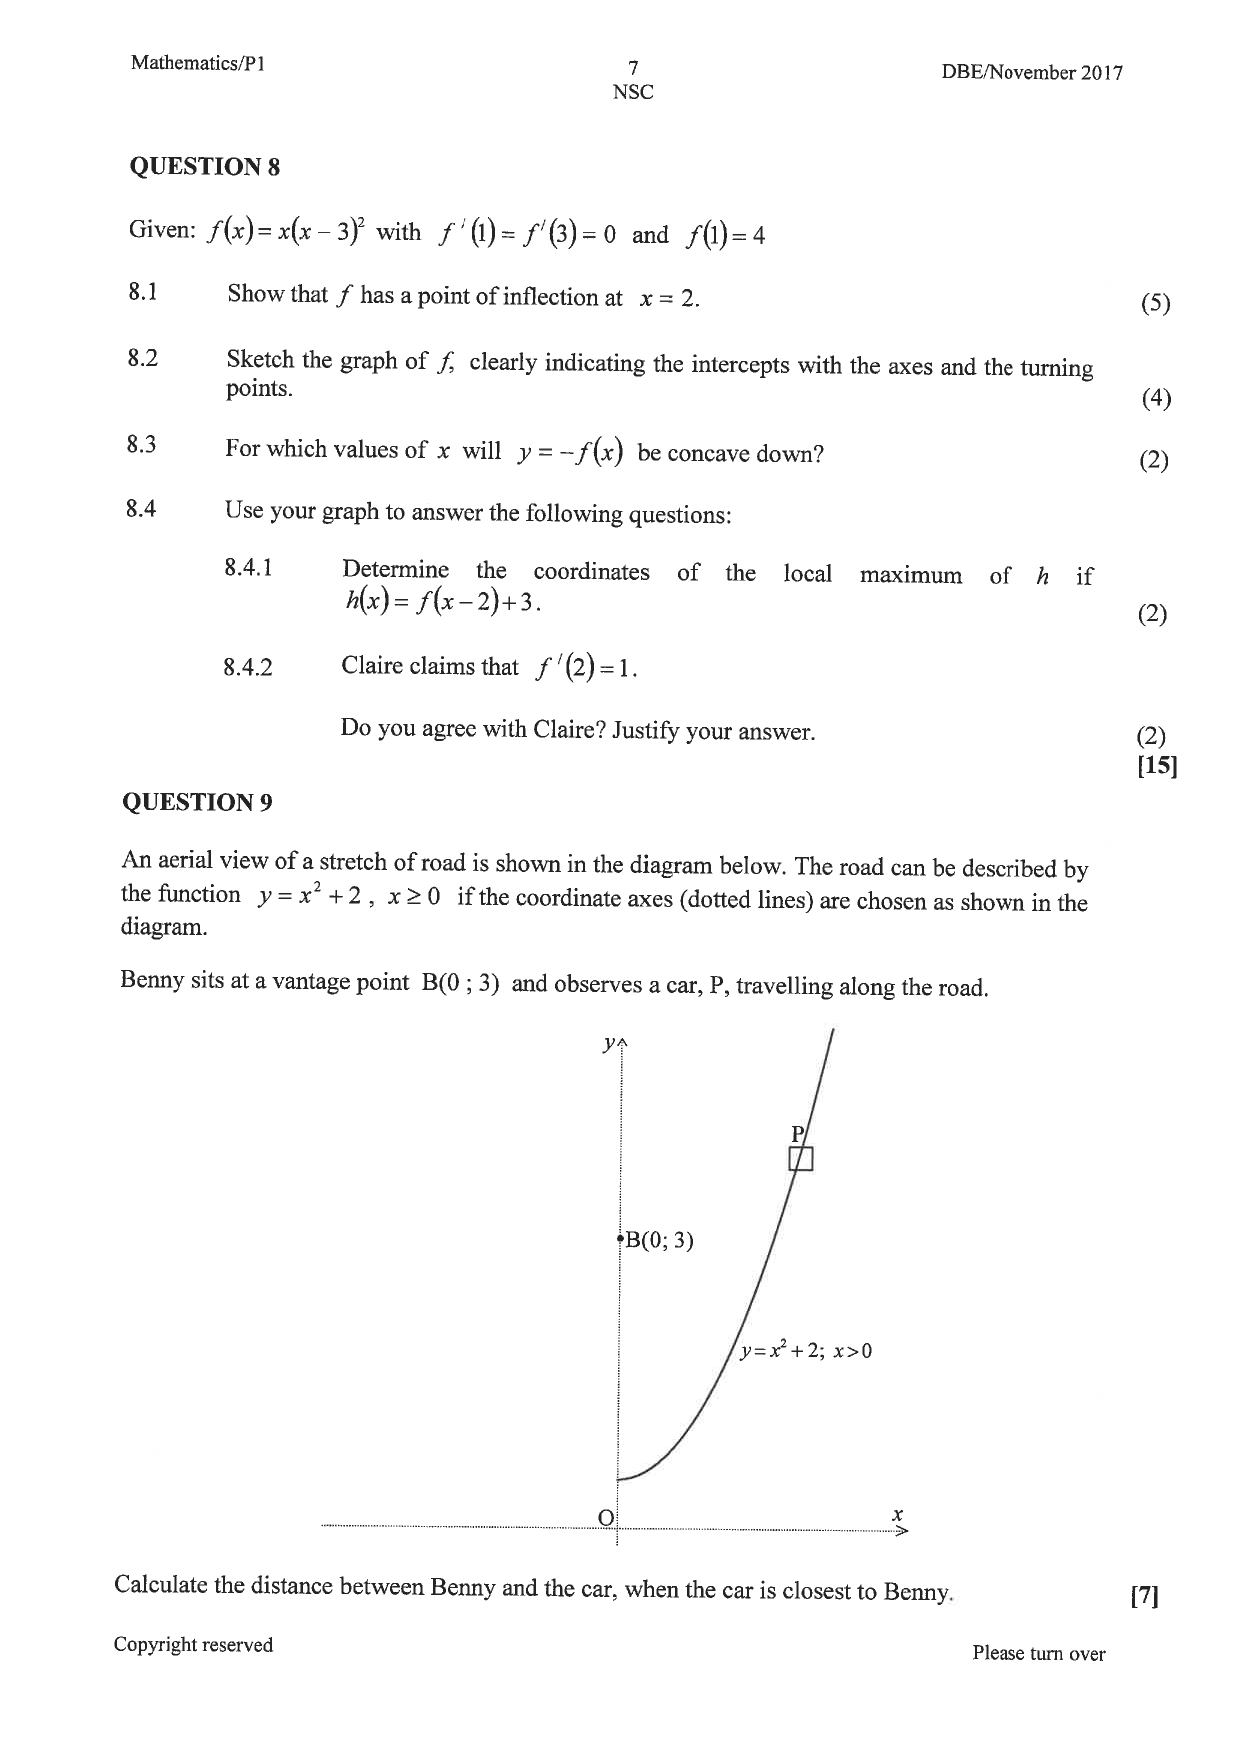 Mathematics/P1
7
DBE/November 2017
NSC
QUESTION 8
Given: f(x) = x(x − 3)² with f ′(1) = f ′(3) = 0 and f(1) = 4
8.1 Show that f has a point of inflection at x = 2. (5)
8.2 Sketch the graph of f, clearly indicating the intercepts with the axes and the turning
points. (4)
8.3 For which values of x will y = −f(x) be concave down? (2)
8.4 Use your graph to answer the following questions:
8.4.1 Determine the coordinates of the local maximum of h if
h(x) = f(x − 2) + 3. (2)
8.4.2 Claire claims that f ′(2) = 1.
Do you agree with Claire? Justify your answer. (2)
[15]
QUESTION 9
An aerial view of a stretch of road is shown in the diagram below. The road can be described by
the function y = x² + 2 , x ≥ 0 if the coordinate axes (dotted lines) are chosen as shown in the
diagram.
Benny sits at a vantage point B(0 ; 3) and observes a car, P, travelling along the road.
y
P
B(0; 3)
y = x² + 2; x > 0
O
x
Calculate the distance between Benny and the car, when the car is closest to Benny. [7]
Copyright reserved
Please turn over